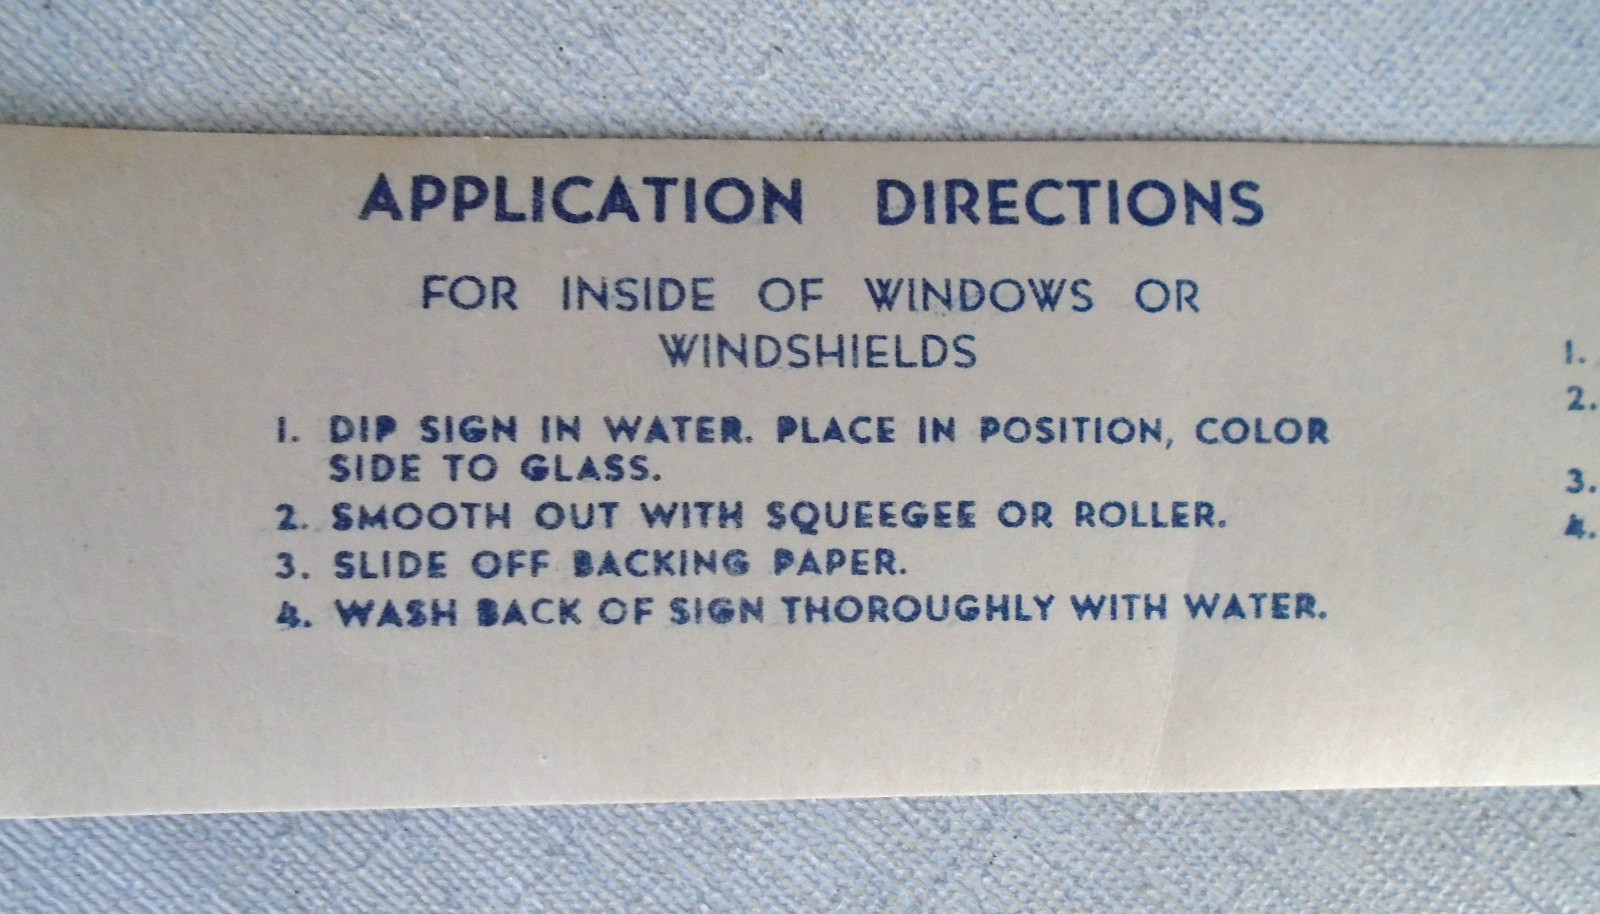 APPLICATION DIRECTIONS
FOR INSIDE OF WINDOWS OR
WINDSHIELDS
1. DIP SIGN IN WATER. PLACE IN POSITION, COLOR
SIDE TO GLASS.
2. SMOOTH OUT WITH SQUEEGEE OR ROLLER.
3. SLIDE OFF BACKING PAPER.
4. WASH BACK OF SIGN THOROUGHLY WITH WATER.
1.
2.
3.
4.